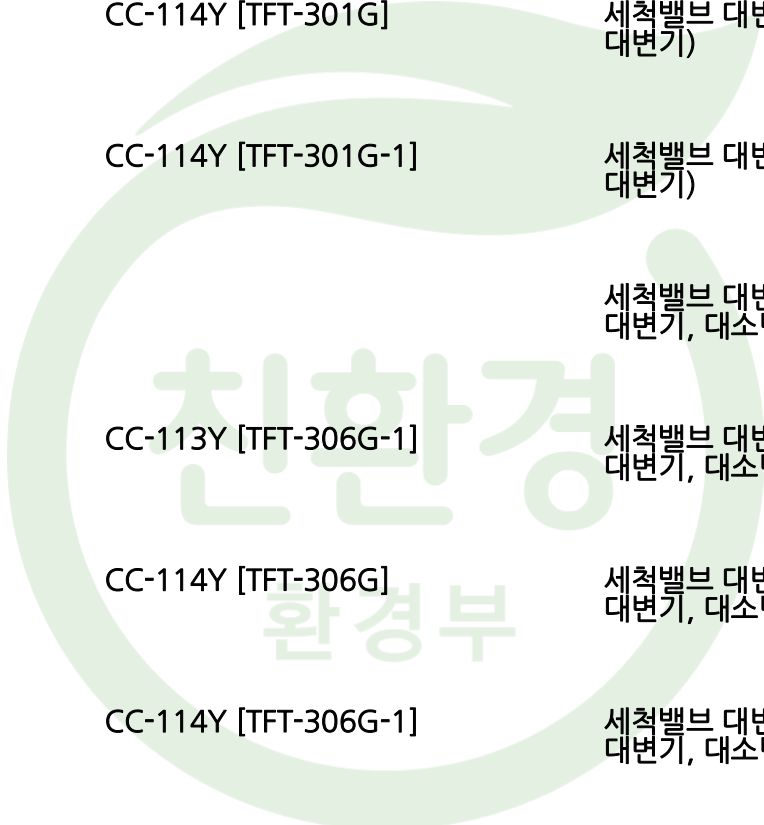 CC-114Y [TFT-301G] 세척밸브 대변
대변기)
CC-114Y [TFT-301G-1] 세척밸브 대변
대변기)
세척밸브 대변
대변기, 대소변
CC-113Y [TFT-306G-1] 세척밸브 대변
대변기, 대소변
CC-114Y [TFT-306G] 세척밸브 대변
대변기, 대소변
CC-114Y [TFT-306G-1] 세척밸브 대변
대변기, 대소변
친환경
환경부